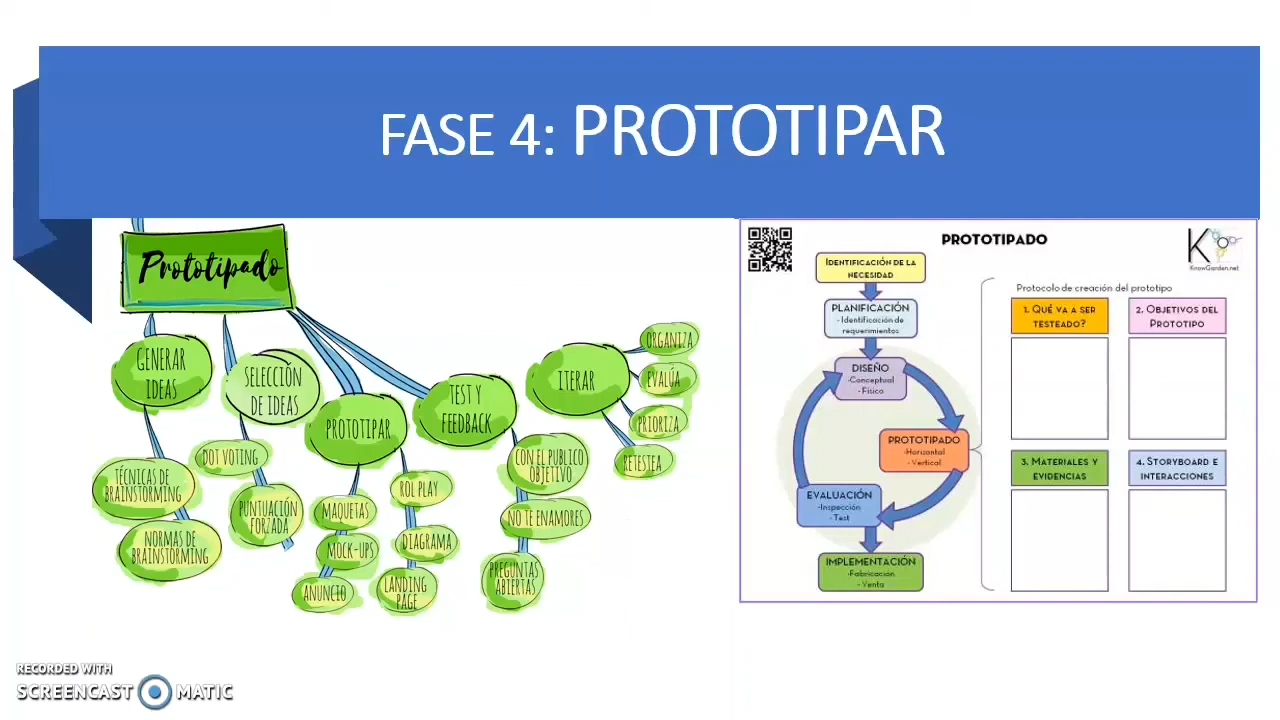 FASE 4: PROTOTIPAR
Prototipado
GENERAR
IDEAS
TÉCNICAS DE
BRAINSTORMING
NORMAS DE
BRAINSTORMING
SELECCIÓN
DE IDEAS
DOT VOTING
PUNTUACIÓN
FORZADA
PROTOTIPAR
MAQUETAS
MOCK-UPS
ANUNCIO
ROL PLAY
DIAGRAMA
LANDING
PAGE
TEST Y
FEEDBACK
CON EL PUBLICO
OBJETIVO
NO TE ENAMORES
PREGUNTAS
ABIERTAS
ITERAR
ORGANIZA
EVALÚA
PRIORIZA
RETESTEA
PROTOTIPADO
KnowGarden.net
IDENTIFICACIÓN DE LA
NECESIDAD
PLANIFICACIÓN
- Identificación de
requerimientos
DISEÑO
-Conceptual
- Físico
PROTOTIPADO
-Horizontal
- Vertical
EVALUACIÓN
-Inspección
- Test
IMPLEMENTACIÓN
-Fabricación
- Venta
Protocolo de creación del prototipo
1. QUÉ VA A SER
TESTEADO?
2. OBJETIVOS DEL
PROTOTIPO
3. MATERIALES Y
EVIDENCIAS
4. STORYBOARD E
INTERACCIONES
RECORDED WITH
SCREENCAST MATIC